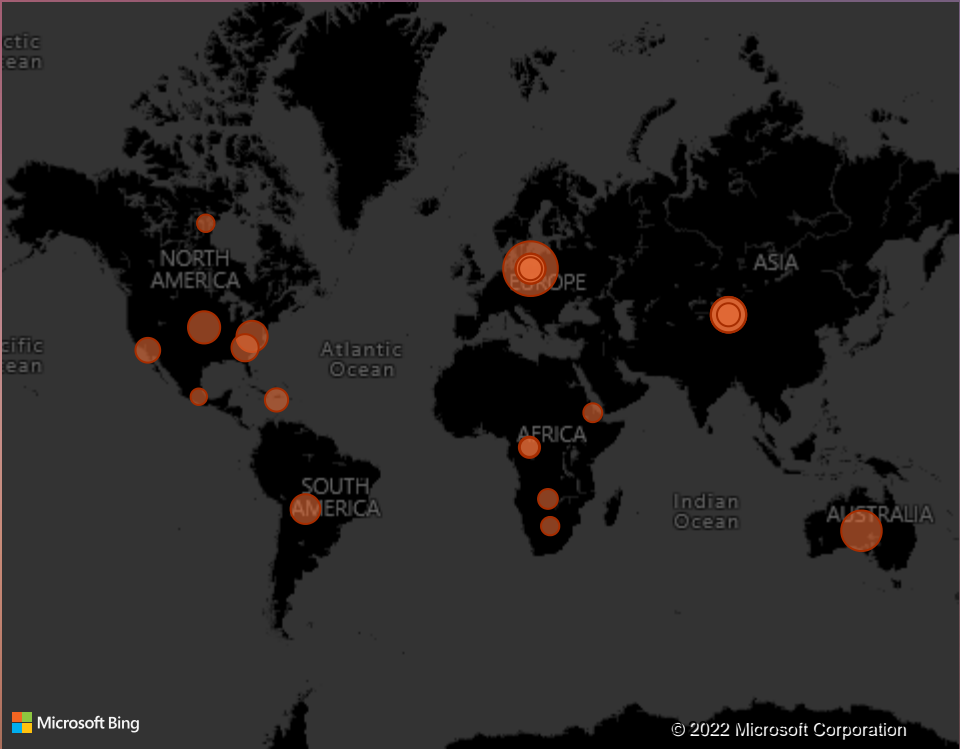 ctic
ean
NORTH
AMERICA
EUROPE
ASIA
cific
ean
Atlantic
Ocean
AFRICA
SOUTH
AMERICA
Indian
Ocean
AUSTRALIA
Microsoft Bing
© 2022 Microsoft Corporation